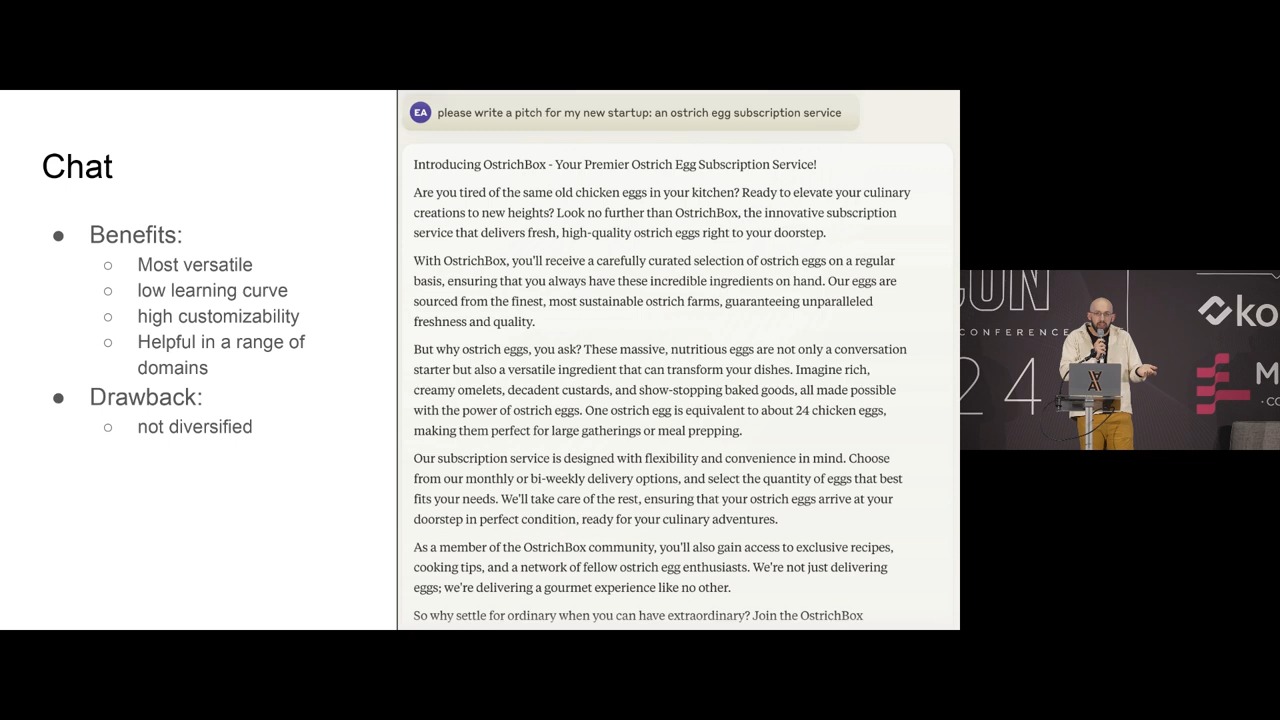 Chat
● Benefits:
○ Most versatile
○ low learning curve
○ high customizability
○ Helpful in a range of
domains
● Drawback:
○ not diversified
EA please write a pitch for my new startup: an ostrich egg subscription service
Introducing OstrichBox - Your Premier Ostrich Egg Subscription Service!
Are you tired of the same old chicken eggs in your kitchen? Ready to elevate your culinary
creations to new heights? Look no further than OstrichBox, the innovative subscription
service that delivers fresh, high-quality ostrich eggs right to your doorstep.
With OstrichBox, you'll receive a carefully curated selection of ostrich eggs on a regular
basis, ensuring that you always have these incredible ingredients on hand. Our eggs are
sourced from the finest, most sustainable ostrich farms, guaranteeing unparalleled
freshness and quality.
But why ostrich eggs, you ask? These massive, nutritious eggs are not only a conversation
starter but also a versatile ingredient that can transform your dishes. Imagine rich,
creamy omelets, decadent custards, and show-stopping baked goods, all made possible
with the power of ostrich eggs. One ostrich egg is equivalent to about 24 chicken eggs,
making them perfect for large gatherings or meal prepping.
Our subscription service is designed with flexibility and convenience in mind. Choose
from our monthly or bi-weekly delivery options, and select the quantity of eggs that best
fits your needs. We'll take care of the rest, ensuring that your ostrich eggs arrive at your
doorstep in perfect condition, ready for your culinary adventures.
As a member of the OstrichBox community, you'll also gain access to exclusive recipes,
cooking tips, and a network of fellow ostrich egg enthusiasts. We're not just delivering
eggs; we're delivering a gourmet experience like no other.
So why settle for ordinary when you can have extraordinary? Join the OstrichBox
CON
CONFERENCE
24
ko
M
.CO